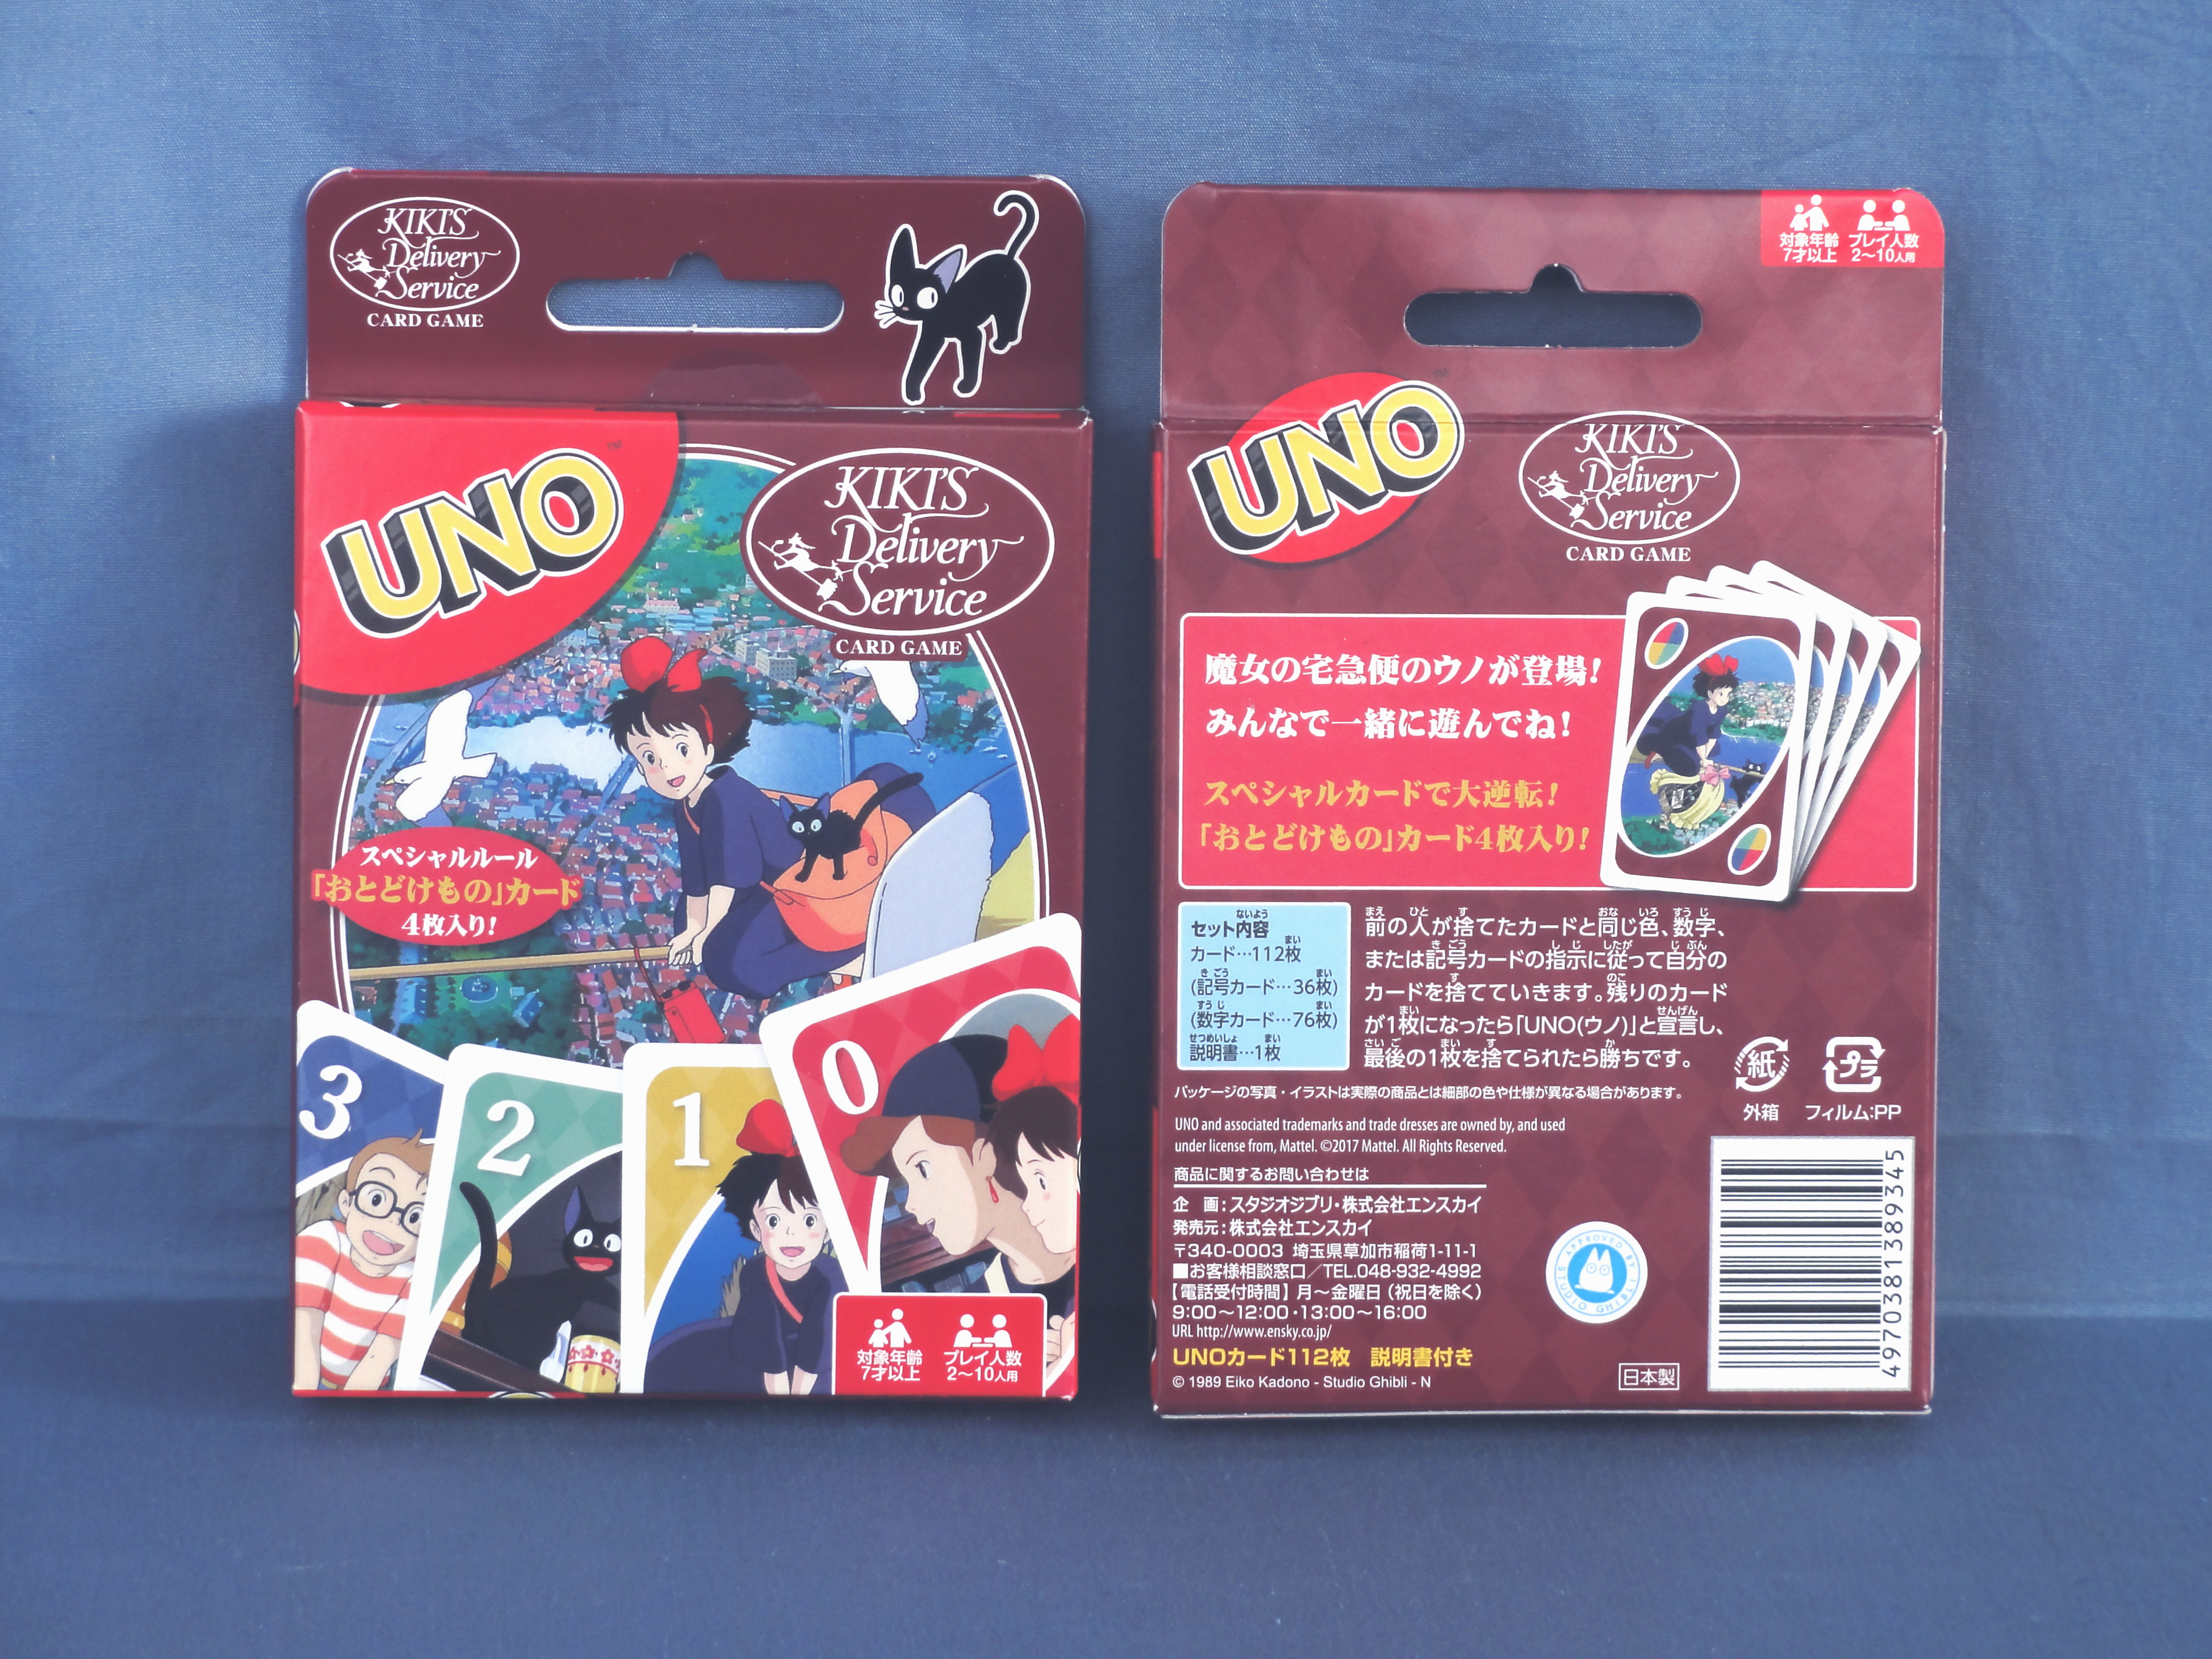 KIKI'S
Delivery
Service
CARD GAME
UNO
™
KIKI'S
Delivery
Service
CARD GAME
スペシャルルール
「おとどけもの」カード
4枚入り!
3
2
1
0
対象年齢
7才以上
プレイ人数
2〜10人用
対象年齢
7才以上
プレイ人数
2〜10人用
UNO
™
KIKI'S
Delivery
Service
CARD GAME
魔女の宅急便のウノが登場!
みんなで一緒に遊んでね!
スペシャルカードで大逆転!
「おとどけもの」カード4枚入り!
セット内容
カード…112枚
(記号カード…36枚)
(数字カード…76枚)
説明書…1枚
前の人が捨てたカードと同じ色、数字、
または記号カードの指示に従って自分の
カードを捨てていきます。残りのカード
が1枚になったら「UNO(ウノ)」と宣言し、
最後の1枚を捨てられたら勝ちです。
紙
外箱
プラ
フィルム:PP
パッケージの写真・イラストは実際の商品とは細部の色や仕様が異なる場合があります。
UNO and associated trademarks and trade dresses are owned by, and used
under license from, Mattel. ©2017 Mattel. All Rights Reserved.
商品に関するお問い合わせは
企 画:スタジオジブリ・株式会社エンスカイ
発売元:株式会社エンスカイ
〒340-0003 埼玉県草加市稲荷1-11-1
■お客様相談窓口/TEL.048-932-4992
【電話受付時間】月〜金曜日(祝日を除く)
9:00〜12:00・13:00〜16:00
URL http://www.ensky.co.jp/
UNOカード112枚 説明書付き
© 1989 Eiko Kadono - Studio Ghibli - N
APPROVED BY
STUDIO GHIBLI
日本製
4970381389345